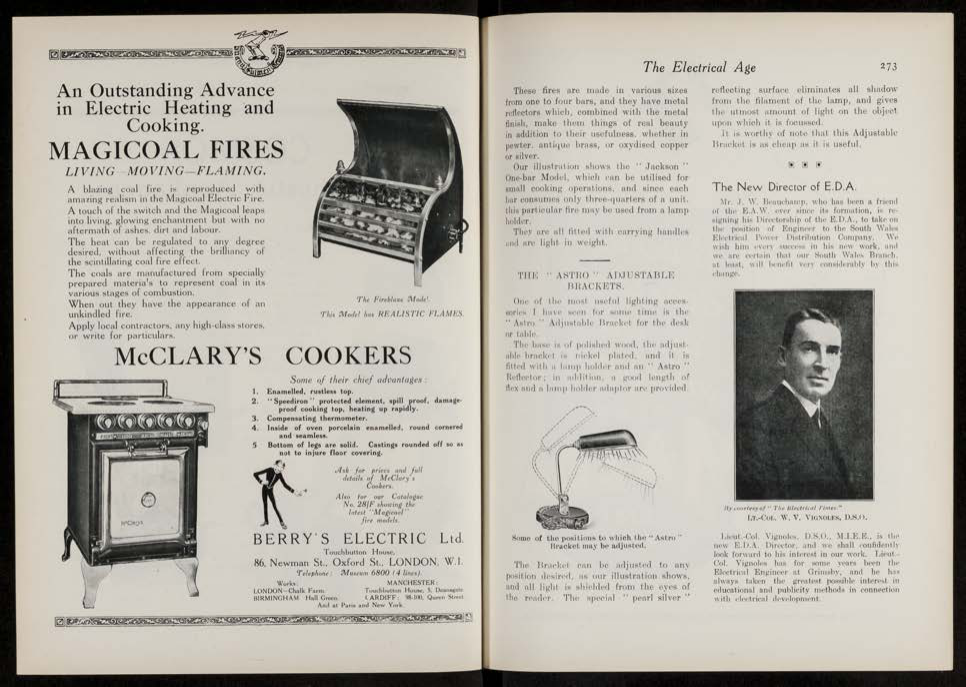 An Outstanding Advance
in Electric Heating and
Cooking.
MAGICOAL FIRES
LIVING—MOVING—FLAMING.
A blazing coal fire is reproduced with
amazing realism in the Magicoal Electric Fire.
A touch of the switch and the Magicoal leaps
into living, glowing enchantment but with no
aftermath of ashes, dirt and labour.
The heat can be regulated to any degree
desired, without affecting the brilliancy of
the scintillating coal fire effect.
The coals are manufactured from specially
prepared materia's to represent coal in its
various stages of combustion.
When out they have the appearance of an
unkindled fire.
Apply local contractors, any high-class stores,
or write for particulars.
The Fireblaze Model.
This Model has REALISTIC FLAMES.
McCLARY'S COOKERS
Some of their chief advantages:
1. Enamelled, rustless top.
2. "Speediron" protected element, spill proof, damage-
proof cooking top, heating up rapidly.
3. Compensating thermometer.
4. Inside of oven porcelain enamelled, round cornered
and seamless.
5 Bottom of legs are solid. Castings rounded off so as
not to injure floor covering.
Ask for prices and full
details of McClary's
Cookers.
Also for our Catalogue
No. 281F showing the
latest "Magicoal"
fire models.
McClarys
BERRY'S ELECTRIC Ltd.
Touchbutton House,
86, Newman St., Oxford St., LONDON, W.1.
Telephone: Museum 6800 (4 lines).
Works: MANCHESTER:
LONDON—Chalk Farm. Touchbutton House, 3, Deansgate.
BIRMINGHAM Hall Green. CARDIFF: 98-100, Queen Street
And at Paris and New York.
The Electrical Age 273
These fires are made in various sizes
from one to four bars, and they have metal
reflectors which, combined with the metal
finish, make them things of real beauty
in addition to their usefulness, whether in
pewter, antique brass, or oxydised copper
or silver.
Our illustration shows the "Jackson"
One-bar Model, which can be utilised for
small cooking operations, and since each
bar consumes only three-quarters of a unit,
this particular fire may be used from a lamp
holder.
They are all fitted with carrying handles
and are light in weight.
THE "ASTRO" ADJUSTABLE
BRACKETS.
One of the most useful lighting acces-
sories I have seen for some time is the
"Astro" Adjustable Bracket for the desk
or table.
The base is of polished wood, the adjust-
able bracket is nickel plated, and it is
fitted with a lamp holder and an "Astro"
Reflector; in addition, a good length of
flex and a lamp holder adaptor are provided.
Some of the positions to which the "Astro"
Bracket may be adjusted.
The Bracket can be adjusted to any
position desired, as our illustration shows,
and all light is shielded from the eyes of
the reader. The special "pearl silver"
reflecting surface eliminates all shadow
from the filament of the lamp, and gives
the utmost amount of light on the object
upon which it is focussed.
It is worthy of note that this Adjustable
Bracket is as cheap as it is useful.
The New Director of E.D.A.
Mr. J. W. Beauchamp, who has been a friend
of the E.A.W. ever since its formation, is re-
signing his Directorship of the E.D.A., to take on
the position of Engineer to the South Wales
Electrical Power Distribution Company. We
wish him every success in his new work, and
we are certain that our South Wales Branch,
at least, will benefit very considerably by this
change.
By courtesy of "The Electrical Times"
LT.-COL. W. V. VIGNOLES, D.S.O.
Lieut.-Col. Vignoles, D.S.O., M.I.E.E., is the
new E.D.A. Director, and we shall confidently
look forward to his interest in our work. Lieut.-
Col. Vignoles has for some years been the
Electrical Engineer at Grimsby, and he has
always taken the greatest possible interest in
educational and publicity methods in connection
with electrical development.